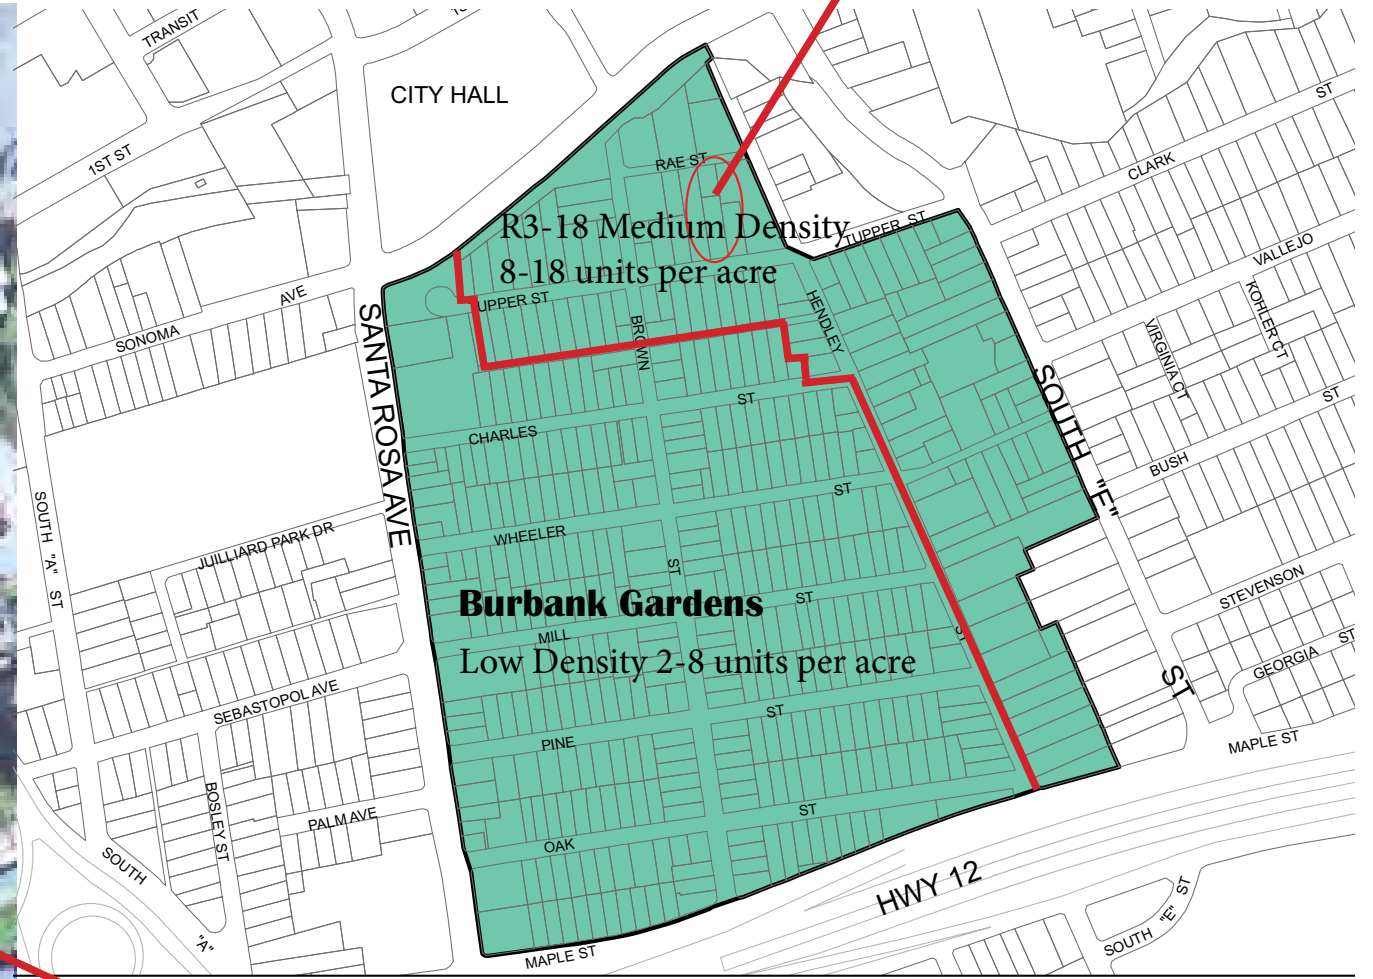 TRANSIT
CITY HALL
1ST ST
RAE ST
ST
CLARK
R3-18 Medium Density
8-18 units per acre
TUPPER ST
VALLEJO
KOHLER CT
VIRGINIA CT
AVE
SONOMA
UPPER ST
BROWN
HENDLEY
SANTA ROSA AVE
ST
CHARLES
ST
BUSH
SOUTH "E"
ST
SOUTH "A" ST
ST
WHEELER
JUILLIARD PARK DR
ST
STEVENSON
Burbank Gardens
ST
MILL
ST
ST
GEORGIA
Low Density 2-8 units per acre
SEBASTOPOL AVE
ST
PINE
MAPLE ST
BOSLEY ST
PALM AVE
ST
OAK
SOUTH
"A"
HWY 12
SOUTH "E" ST
MAPLE ST